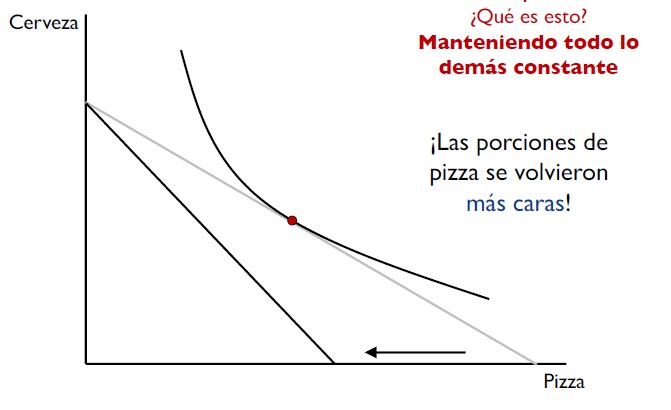 Cerveza
¿Qué es esto?
Manteniendo todo lo
demás constante
¡Las porciones de
pizza se volvieron
más caras!
Pizza